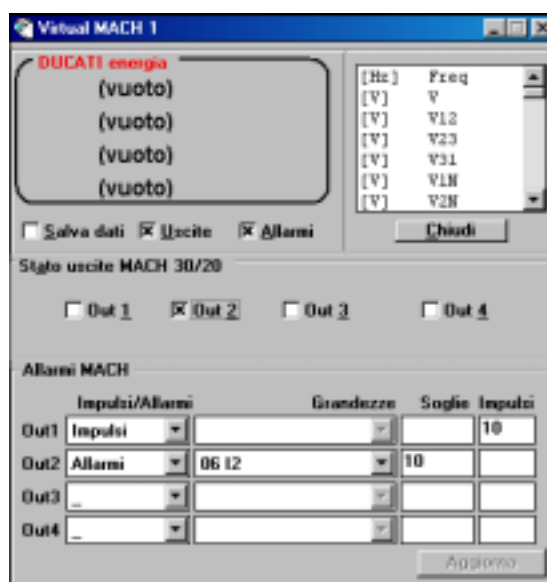 Virtual MACH 1
DUCATI energia
(vuoto)
(vuoto)
(vuoto)
(vuoto)
[Hz] Freq
[V] V
[V] V12
[V] V23
[V] V31
[V] V1N
[V] V2N
Salva dati Uscite Allarmi
Chiudi
Stato uscite MACH 30/20
Out 1 Out 2 Out 3 Out 4
Allarmi MACH
Impulsi/Allarmi Grandezze Soglie Impulsi
Out1 Impulsi 10
Out2 Allarmi 06 I2 10
Out3 _
Out4 _
Aggiorna